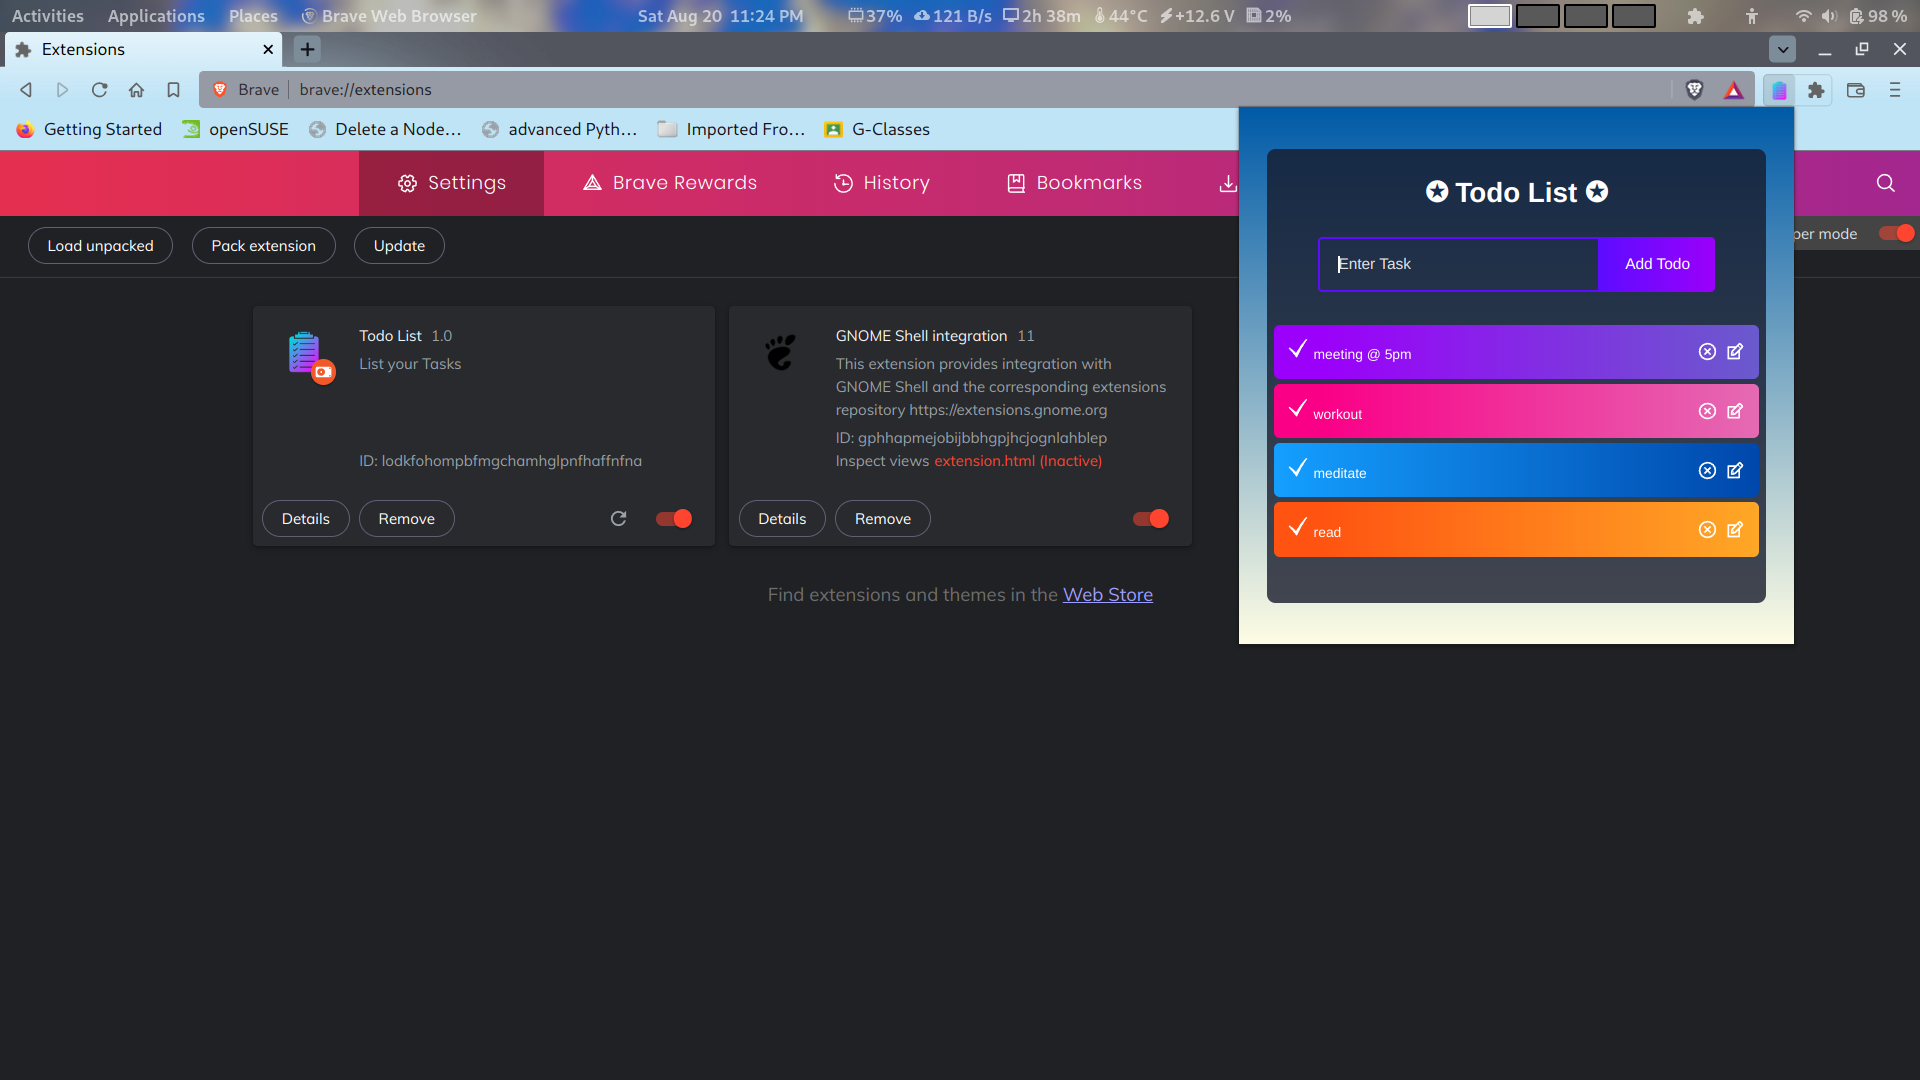 Activities Applications Places Brave Web Browser Sat Aug 20 11:24 PM 37% 121 B/s 2h 38m 44°C +12.6 V 2% 98 %
Extensions
Brave brave://extensions
Getting Started openSUSE Delete a Node... advanced Pyth... Imported Fro... G-Classes
Settings Brave Rewards History Bookmarks
Load unpacked Pack extension Update
per mode
Todo List 1.0
List your Tasks
ID: lodkfohompbfmgchamhglpnfhaffnfna
Details Remove
GNOME Shell integration 11
This extension provides integration with
GNOME Shell and the corresponding extensions
repository https://extensions.gnome.org
ID: gphhapmejobijbbhgpjhcjognlahblep
Inspect views extension.html (Inactive)
Details Remove
Find extensions and themes in the Web Store
✪ Todo List ✪
Enter Task Add Todo
meeting @ 5pm
workout
meditate
read